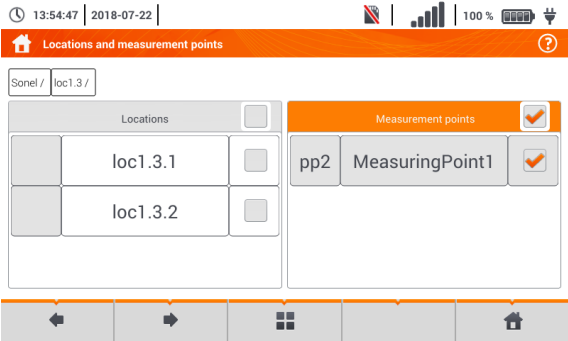 13:54:47 2018-07-22 100 %
Locations and measurement points ?
Sonel / loc1.3 /
Locations
Measurement points
loc1.3.1
pp2 MeasuringPoint1
loc1.3.2